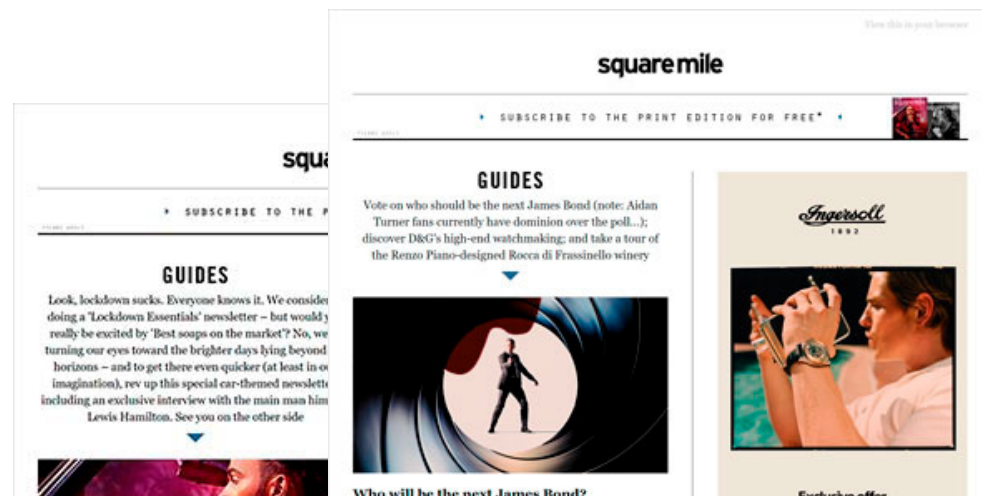 View this in your browser
square mile
SUBSCRIBE TO THE PRINT EDITION FOR FREE*
GUIDES
Vote on who should be the next James Bond (note: Aidan
Turner fans currently have dominion over the poll...);
discover D&G's high-end watchmaking; and take a tour of
the Renzo Piano-designed Rocca di Frassinello winery
Who will be the next James Bond?
Ingersoll
1892
Exclusive offer
squa
SUBSCRIBE TO THE P
GUIDES
Look, lockdown sucks. Everyone knows it. We consider
doing a 'Lockdown Essentials' newsletter – but would y
really be excited by 'Best soaps on the market'? No, we
turning our eyes toward the brighter days lying beyond
horizons – and to get there even quicker (at least in o
imagination), rev up this special car-themed newslette
including an exclusive interview with the main man him
Lewis Hamilton. See you on the other side